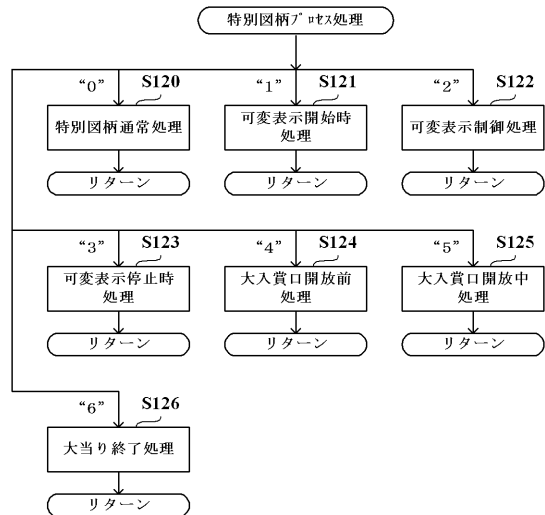 特別図柄ﾌﾟﾛｾｽ処理
“0” S120
特別図柄通常処理
リターン
“1” S121
可変表示開始時
処理
リターン
“2” S122
可変表示制御処理
リターン
“3” S123
可変表示停止時
処理
リターン
“4” S124
大入賞口開放前
処理
リターン
“5” S125
大入賞口開放中
処理
リターン
“6” S126
大当り終了処理
リターン